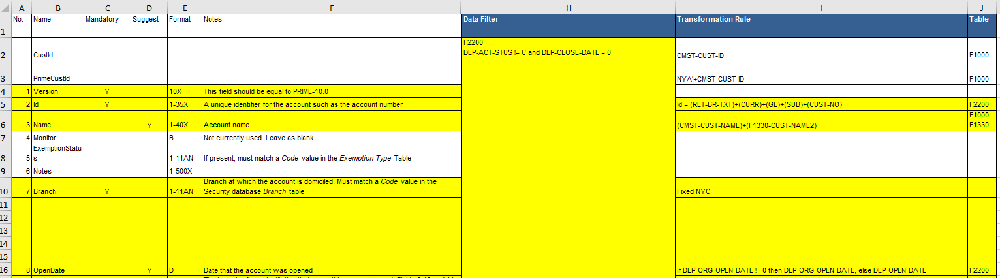 A B C D E F H I J
1 No. Name Mandatory Suggest Format Notes Data Filter Transformation Rule Table
F2200
DEP-ACT-STUS != C and DEP-CLOSE-DATE = 0
2 CustId CMST-CUST-ID F1000
3 PrimeCustId NYA'+CMST-CUST-ID F1000
4 1 Version Y 10X This field should be equal to PRIME-10.0
5 2 Id Y 1-35X A unique identifier for the account such as the account number Id = (RET-BR-TXT)+(CURR)+(GL)+(SUB)+(CUST-NO) F2200
F1000
6 3 Name Y 1-40X Account name (CMST-CUST-NAME)+(F1330-CUST-NAME2) F1330
7 4 Monitor B Not currently used. Leave as blank.
ExemptionStatu
8 5 s 1-11AN If present, must match a Code value in the Exemption Type Table
9 6 Notes 1-500X
Branch at which the account is domiciled. Must match a Code value in the
10 7 Branch Y 1-11AN Security database Branch table Fixed NYC
11
12
13
14
15
16 8 OpenDate Y D Date that the account was opened if DEP-ORG-OPEN-DATE != 0 then DEP-ORG-OPEN-DATE, else DEP-OPEN-DATE F2200